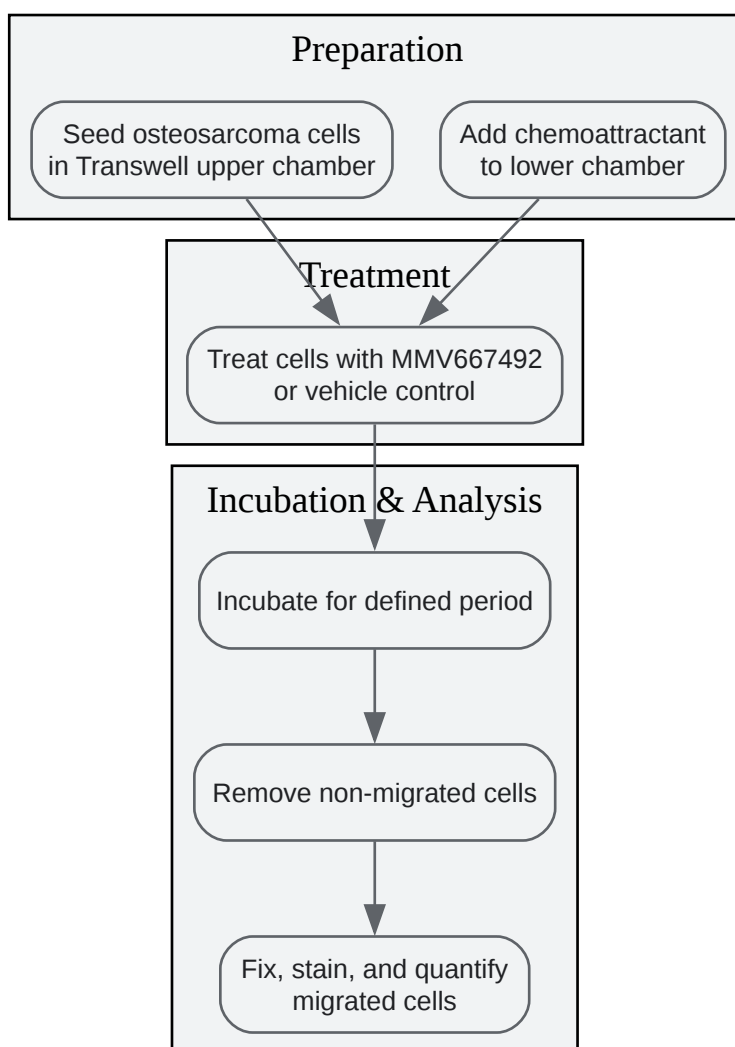 Preparation
Seed osteosarcoma cells
in Transwell upper chamber
Add chemoattractant
to lower chamber
Treatment
Treat cells with MMV667492
or vehicle control
Incubation & Analysis
Incubate for defined period
Remove non-migrated cells
Fix, stain, and quantify
migrated cells